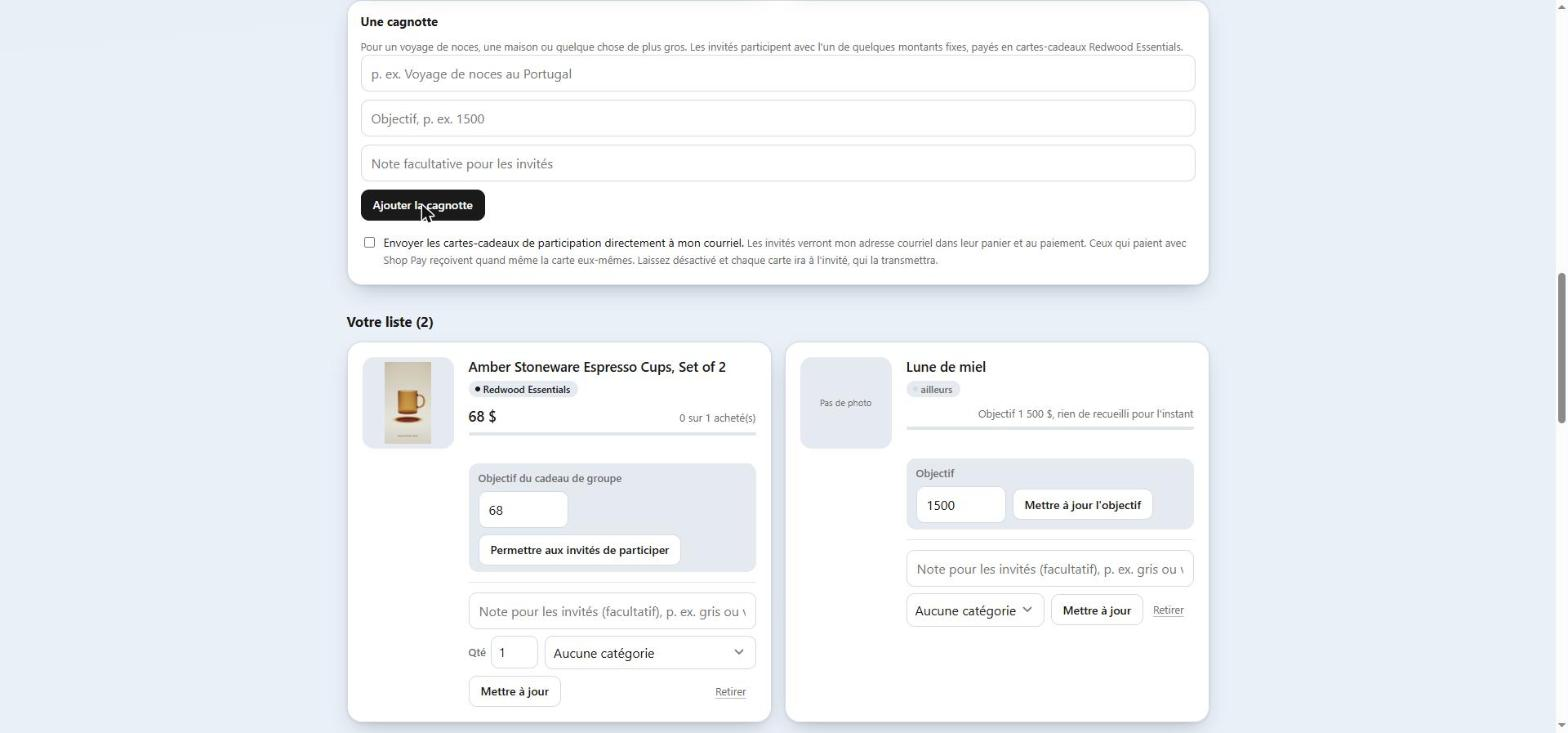 Une cagnotte
Pour un voyage de noces, une maison ou quelque chose de plus gros. Les invités participent avec l'un de quelques montants fixes, payés en cartes-cadeaux Redwood Essentials.
p. ex. Voyage de noces au Portugal
Objectif, p. ex. 1500
Note facultative pour les invités
Ajouter la cagnotte
Envoyer les cartes-cadeaux de participation directement à mon courriel. Les invités verront mon adresse courriel dans leur panier et au paiement. Ceux qui paient avec
Shop Pay reçoivent quand même la carte eux-mêmes. Laissez désactivé et chaque carte ira à l'invité, qui la transmettra.
Votre liste (2)
Amber Stoneware Espresso Cups, Set of 2
Redwood Essentials
68 $
0 sur 1 acheté(s)
Objectif du cadeau de groupe
68
Permettre aux invités de participer
Note pour les invités (facultatif), p. ex. gris ou
Qté
1
Aucune catégorie
Mettre à jour
Retirer
Lune de miel
ailleurs
Pas de photo
Objectif 1 500 $, rien de recueilli pour l'instant
Objectif
1500
Mettre à jour l'objectif
Note pour les invités (facultatif), p. ex. gris ou
Aucune catégorie
Mettre à jour
Retirer